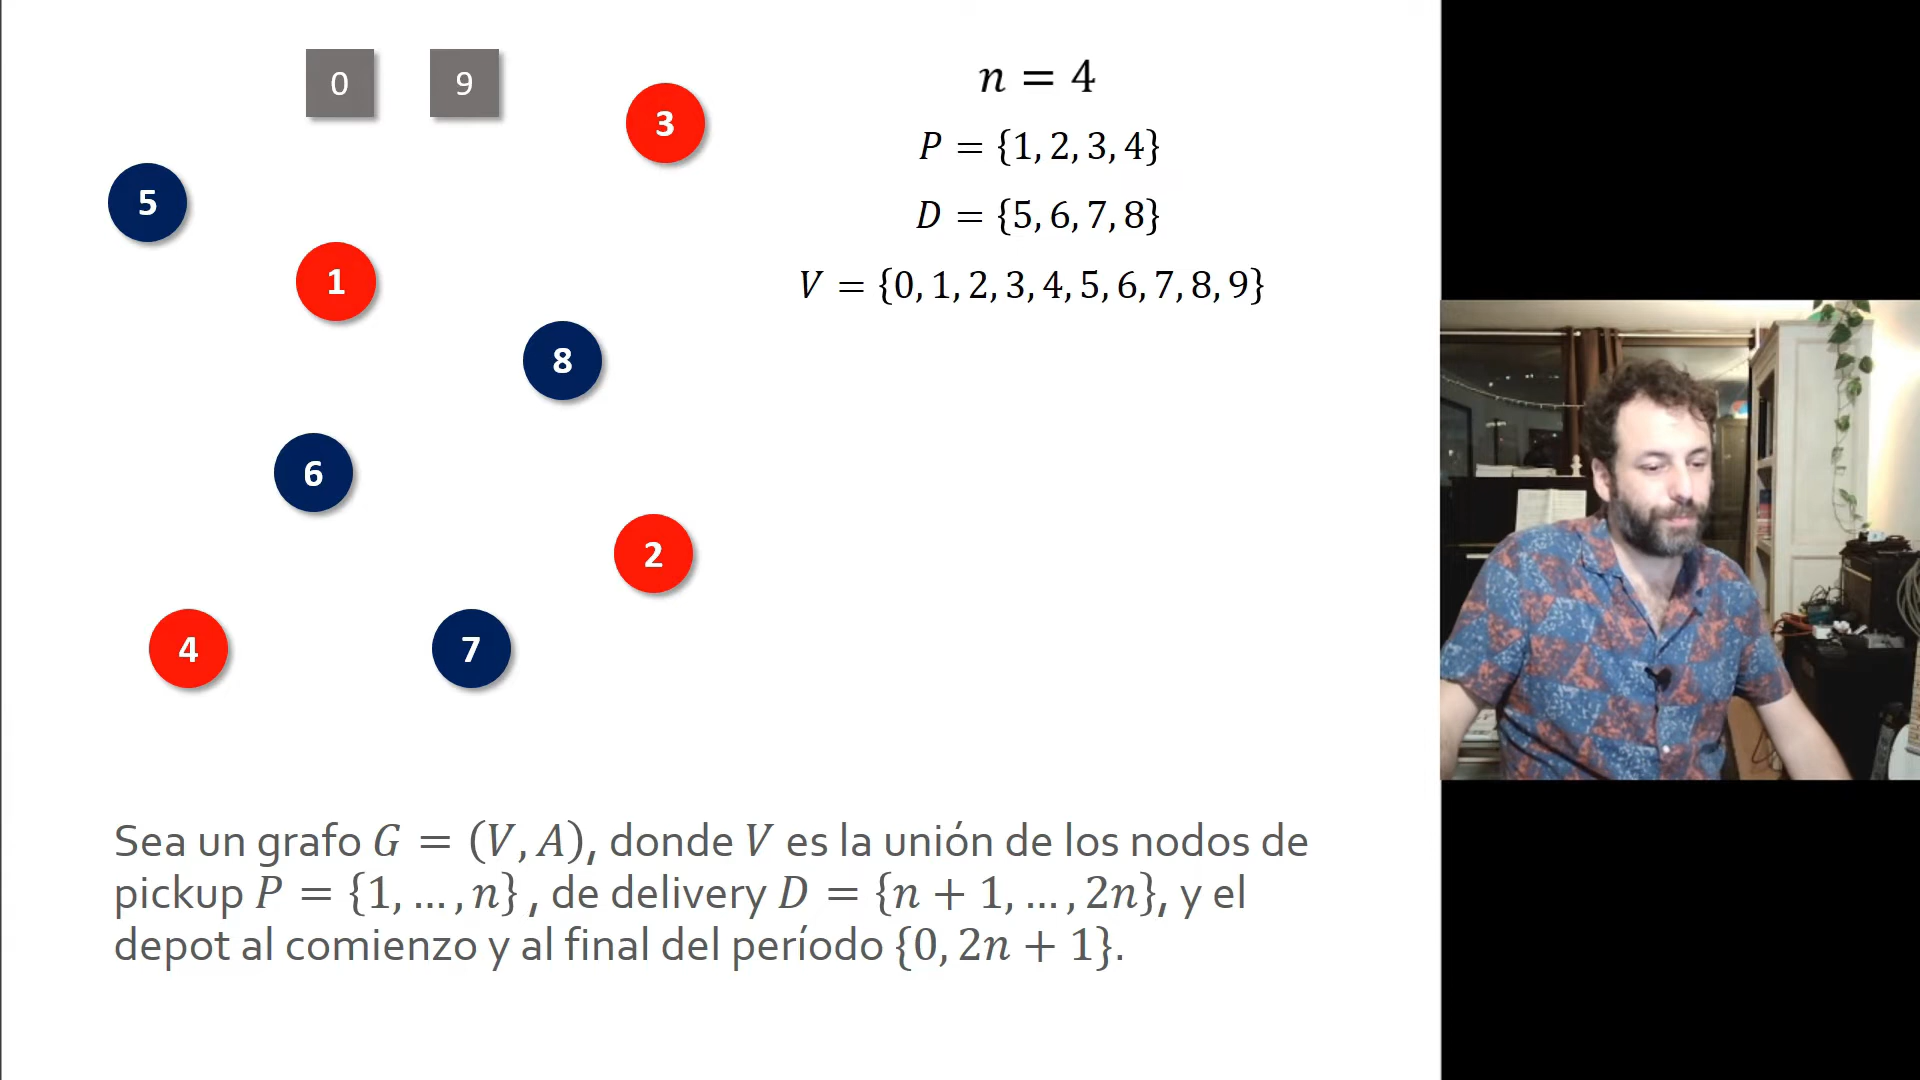 0 9
3
5
1
8
6
2
4 7
n = 4
P = {1, 2, 3, 4}
D = {5, 6, 7, 8}
V = {0, 1, 2, 3, 4, 5, 6, 7, 8, 9}
Sea un grafo G = (V, A), donde V es la unión de los nodos de
pickup P = {1, … , n} , de delivery D = {n + 1, … , 2n}, y el
depot al comienzo y al final del período {0, 2n + 1}.